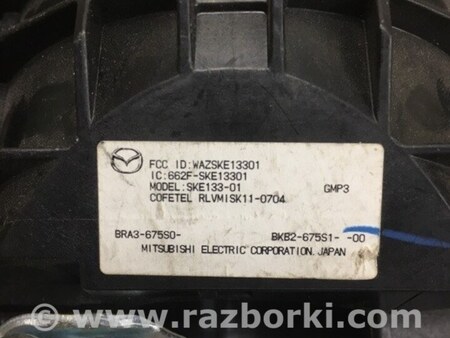 FCC ID:WAZSKE13301
IC:662F-SKE13301
MODEL:SKE133-01 GMP3
COFETEL RLVMISK11-0704
BRA3-675S0- BKB2-675S1- -00
MITSUBISHI ELECTRIC CORPORATION JAPAN
© www.razborki.com